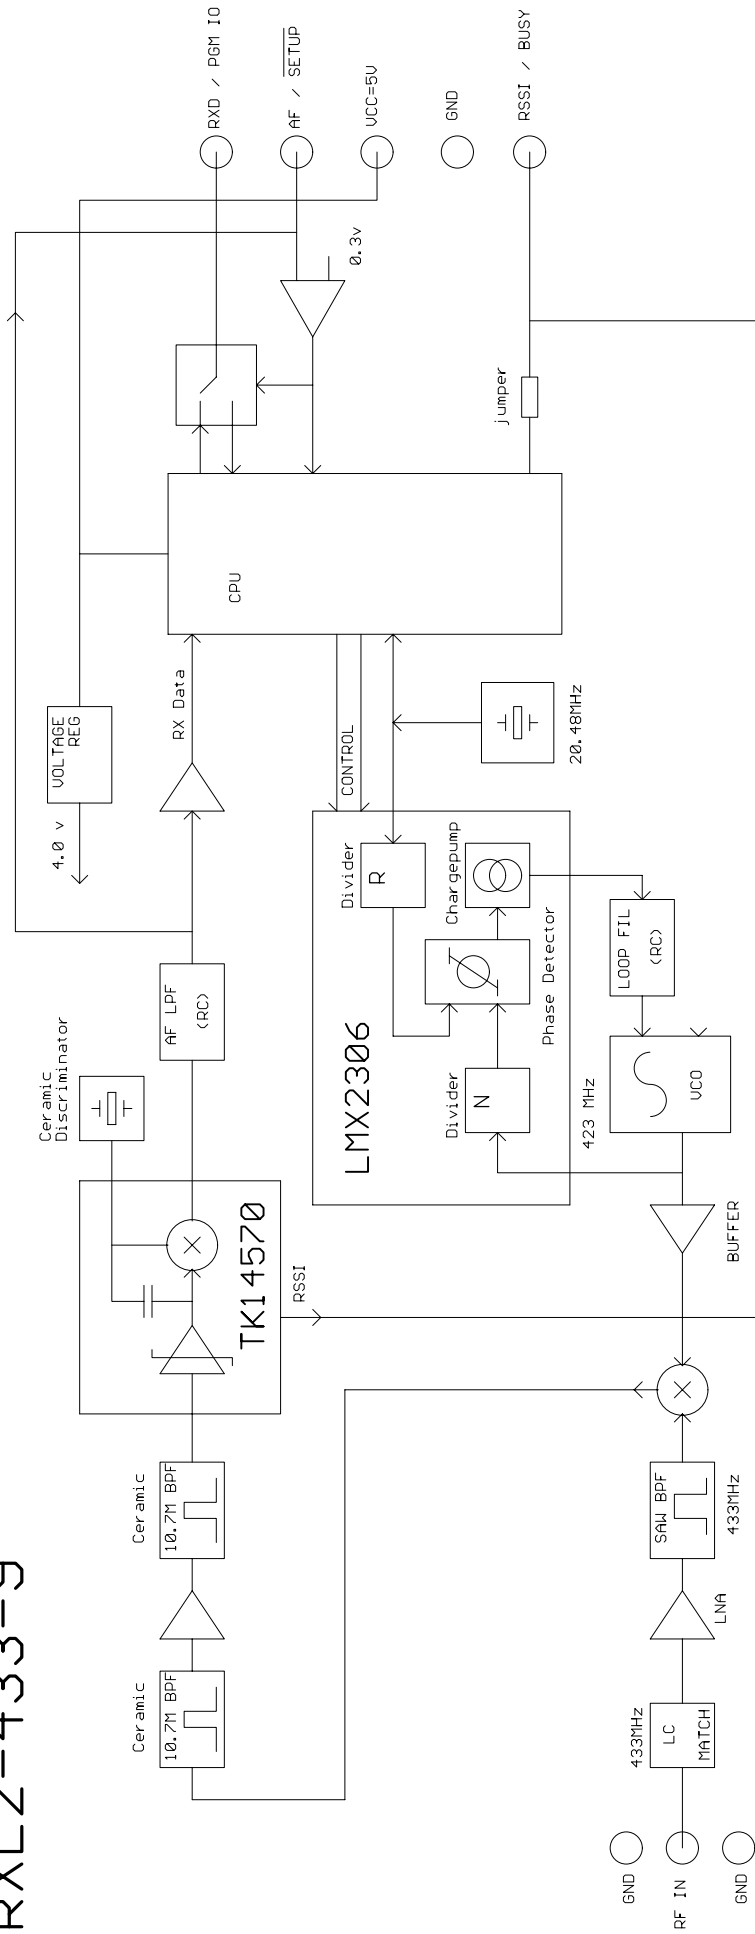 RXL2-433-9
Ceramic
10.7M BPF
Ceramic
10.7M BPF
TK14570
RSSI
Ceramic
Discriminator
AF LPF
(RC)
4.0 v
VOLTAGE
REG
RX Data
CPU
CONTROL
LMX2306
Divider
R
Divider
N
Phase Detector
Chargepump
20.48MHz
LOOP FIL
(RC)
423 MHz
VCO
BUFFER
GND
RF IN
GND
433MHz
LC
MATCH
LNA
SAW BPF
433MHz
jumper
0.3v
RXD / PGM IO
AF / SETUP
VCC=5V
GND
RSSI / BUSY